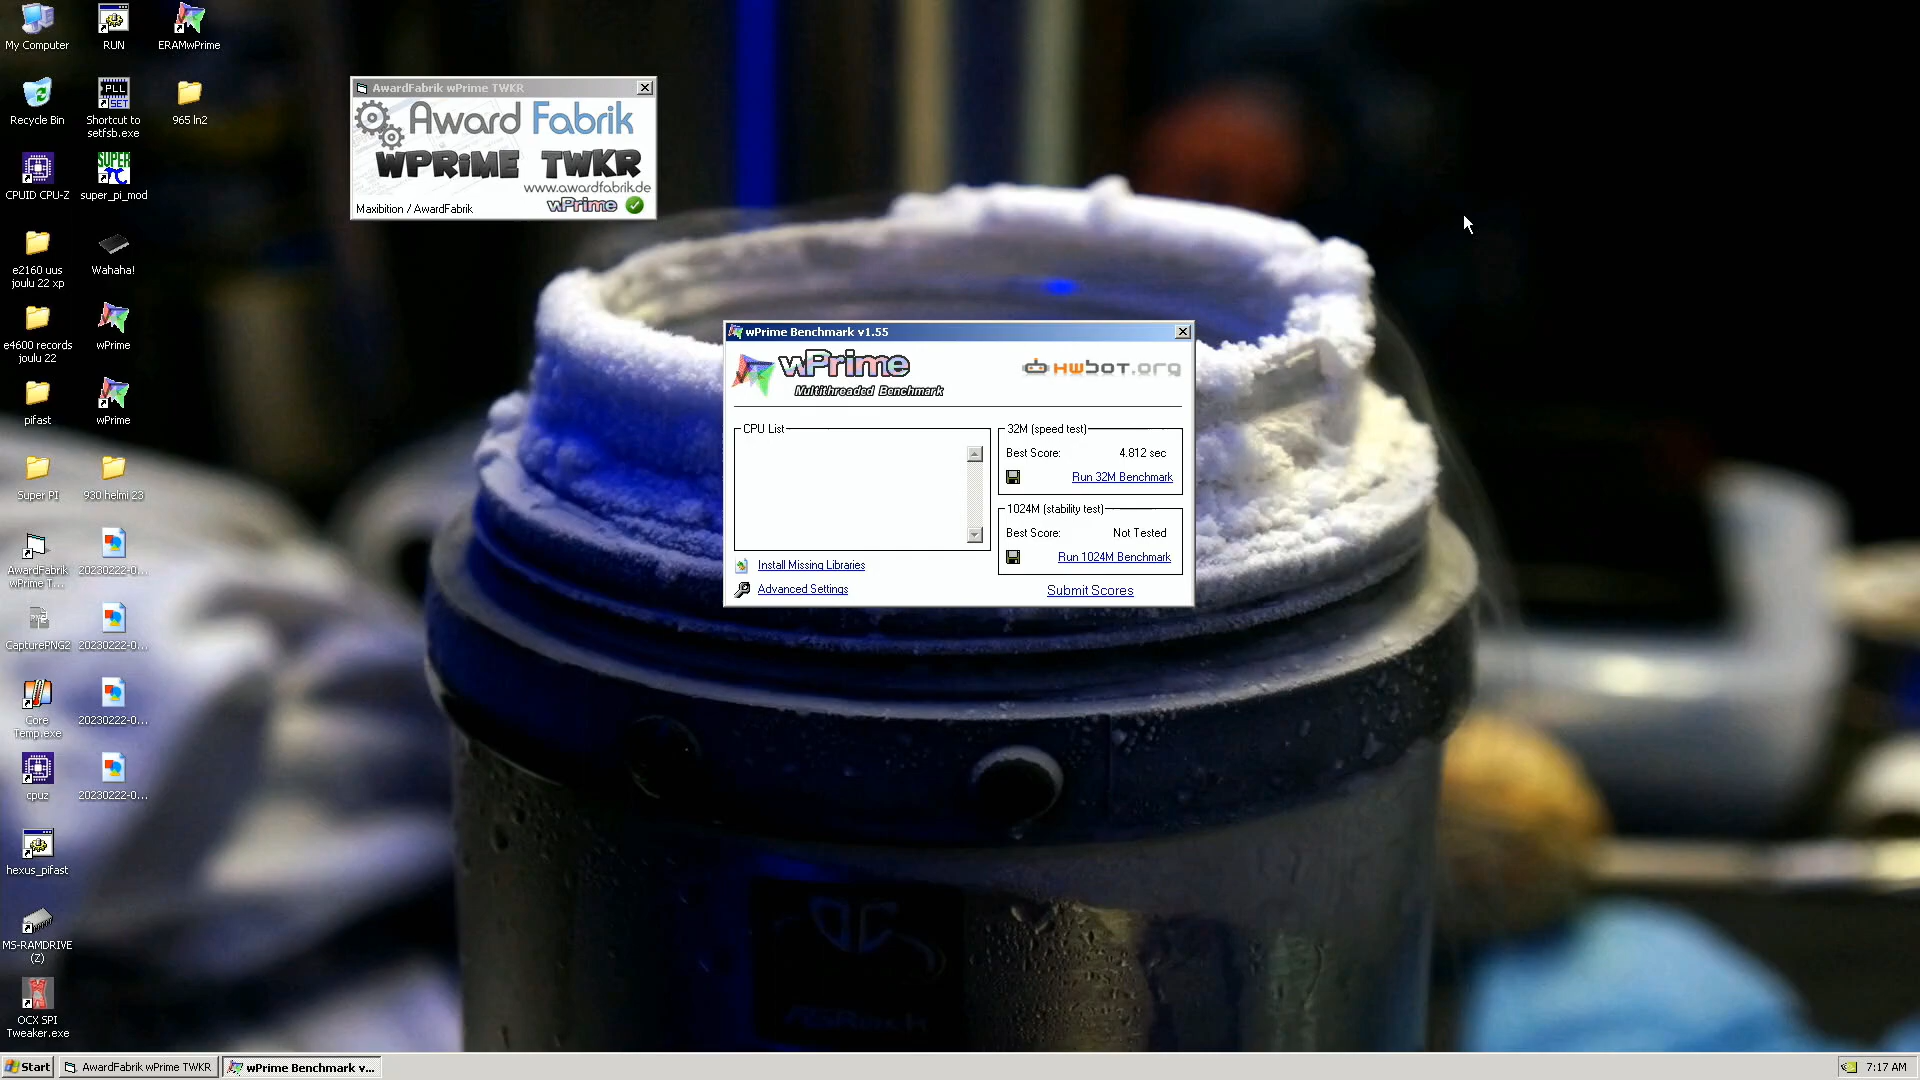 My Computer
RUN
ERAMwPrime
Recycle Bin
PLL
SET
Shortcut to
setfsb.exe
965 ln2
CPUID CPU-Z
SUPER
super_pi_mod
e2160 uus
joulu 22 xp
Wahaha!
e4600 records
joulu 22
wPrime
pifast
wPrime
Super PI
930 helmi 23
AwardFabrik
wPrime T...
20230222-0...
CapturePNG2
20230222-0...
Core
Temp.exe
20230222-0...
cpuz
20230222-0...
hexus_pifast
MS-RAMDRIVE
(Z)
OCX SPI
Tweaker.exe
AwardFabrik wPrime TWKR
Award Fabrik
WPRIME TWKR
www.awardfabrik.de
Maxibition / AwardFabrik
wPrime
wPrime Benchmark v1.55
wPrime
Multithreaded Benchmark
HWBOT.org
CPU List
32M (speed test)
Best Score: 4.812 sec
Run 32M Benchmark
1024M (stability test)
Best Score: Not Tested
Run 1024M Benchmark
Install Missing Libraries
Advanced Settings
Submit Scores
Start
AwardFabrik wPrime TWKR
wPrime Benchmark v...
7:17 AM